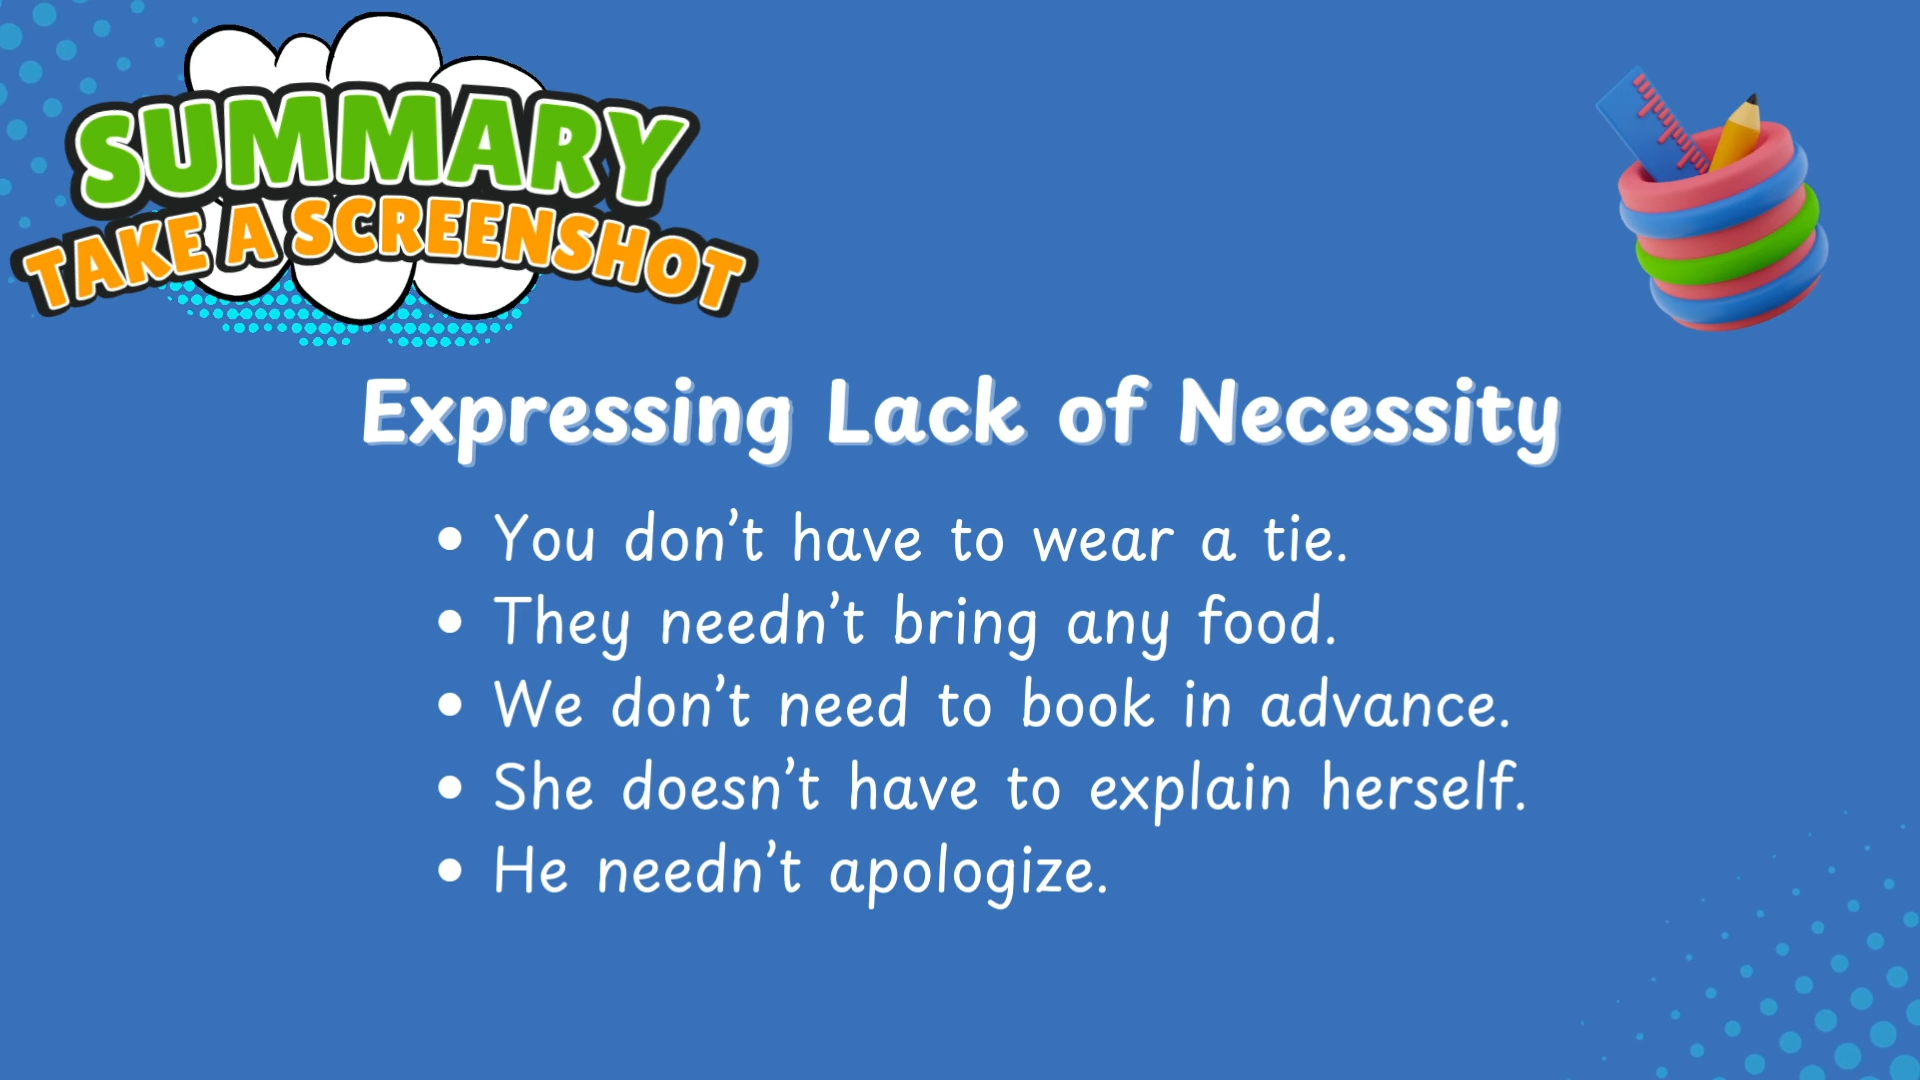 SUMMARY
TAKE A SCREENSHOT
Expressing Lack of Necessity
• You don’t have to wear a tie.
• They needn’t bring any food.
• We don’t need to book in advance.
• She doesn’t have to explain herself.
• He needn’t apologize.